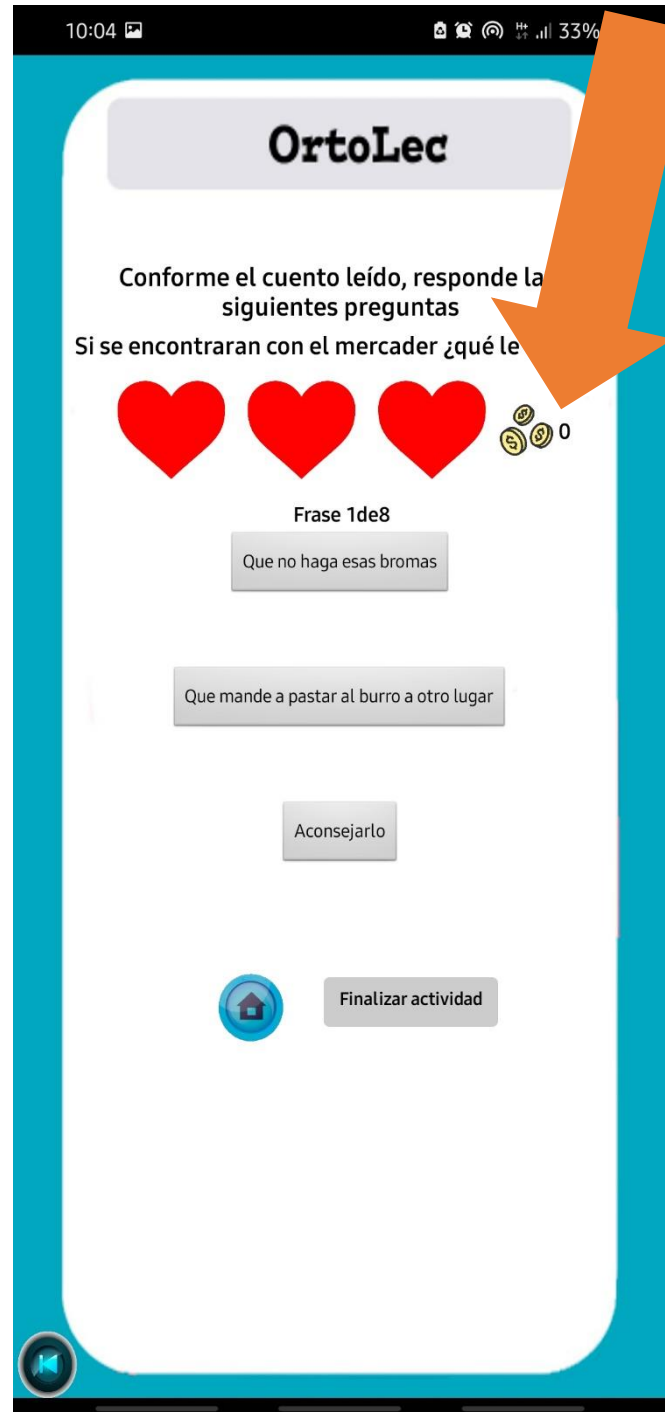 10:04
33%
OrtoLec
Conforme el cuento leído, responde la
siguientes preguntas
Si se encontraran con el mercader ¿qué le
0
Frase 1de8
Que no haga esas bromas
Que mande a pastar al burro a otro lugar
Aconsejarlo
Finalizar actividad